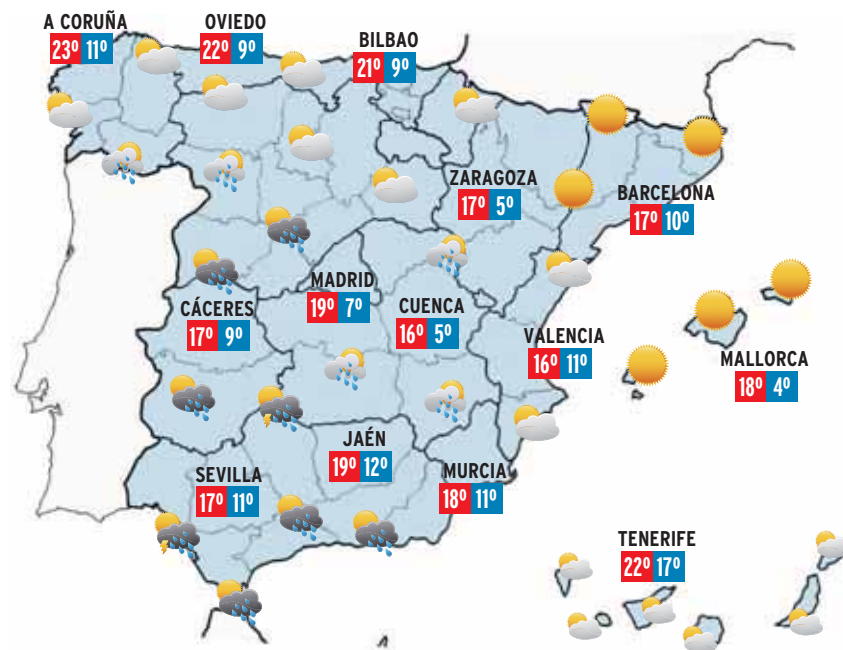 A CORUÑA
23º 11º
OVIEDO
22º 9º
BILBAO
21º 9º
ZARAGOZA
17º 5º
BARCELONA
17º 10º
MADRID
19º 7º
CÁCERES
17º 9º
CUENCA
16º 5º
VALENCIA
16º 11º
MALLORCA
18º 4º
JAÉN
19º 12º
SEVILLA
17º 11º
MURCIA
18º 11º
TENERIFE
22º 17º